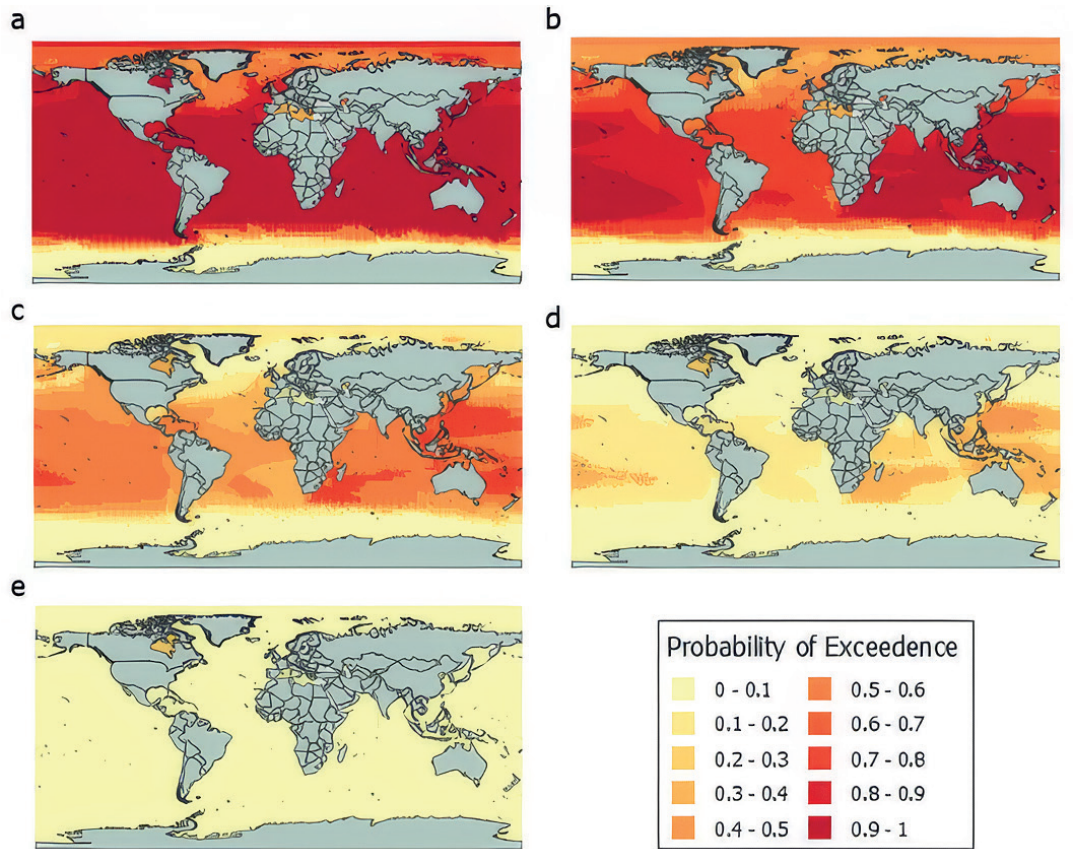 a
b
c
d
e
Probability of Exceedence
0 - 0.1
0.1 - 0.2
0.2 - 0.3
0.3 - 0.4
0.4 - 0.5
0.5 - 0.6
0.6 - 0.7
0.7 - 0.8
0.8 - 0.9
0.9 - 1